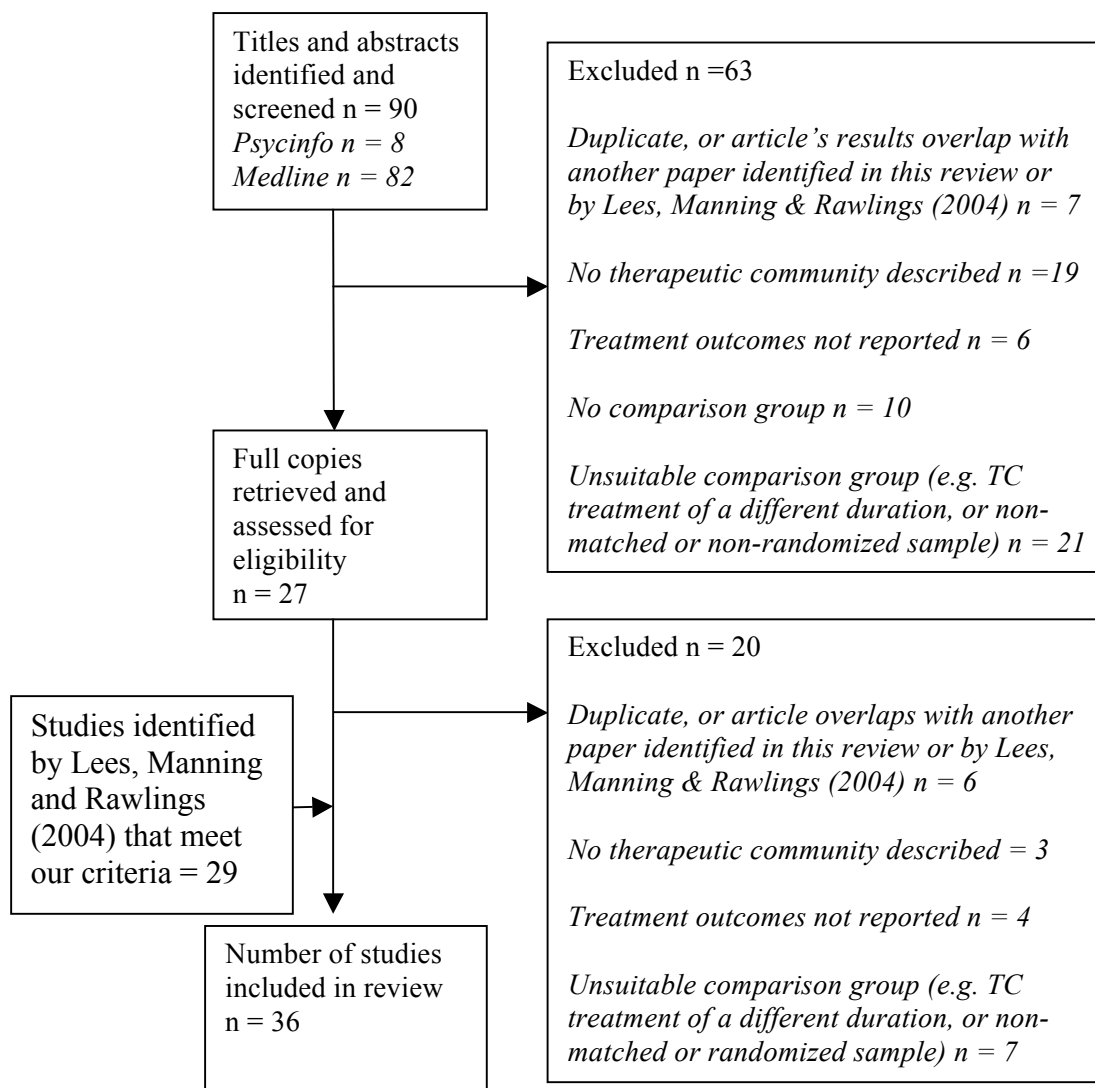 Titles and abstracts
identified and
screened n = 90
Psycinfo n = 8
Medline n = 82
Excluded n =63
Duplicate, or article’s results overlap with
another paper identified in this review or
by Lees, Manning & Rawlings (2004) n = 7
No therapeutic community described n =19
Treatment outcomes not reported n = 6
No comparison group n = 10
Unsuitable comparison group (e.g. TC
treatment of a different duration, or non-
matched or non-randomized sample) n = 21
Full copies
retrieved and
assessed for
eligibility
n = 27
Excluded n = 20
Duplicate, or article overlaps with another
paper identified in this review or by Lees,
Manning & Rawlings (2004) n = 6
No therapeutic community described = 3
Treatment outcomes not reported n = 4
Unsuitable comparison group (e.g. TC
treatment of a different duration, or non-
matched or randomized sample) n = 7
Studies identified
by Lees, Manning
and Rawlings
(2004) that meet
our criteria = 29
Number of studies
included in review
n = 36